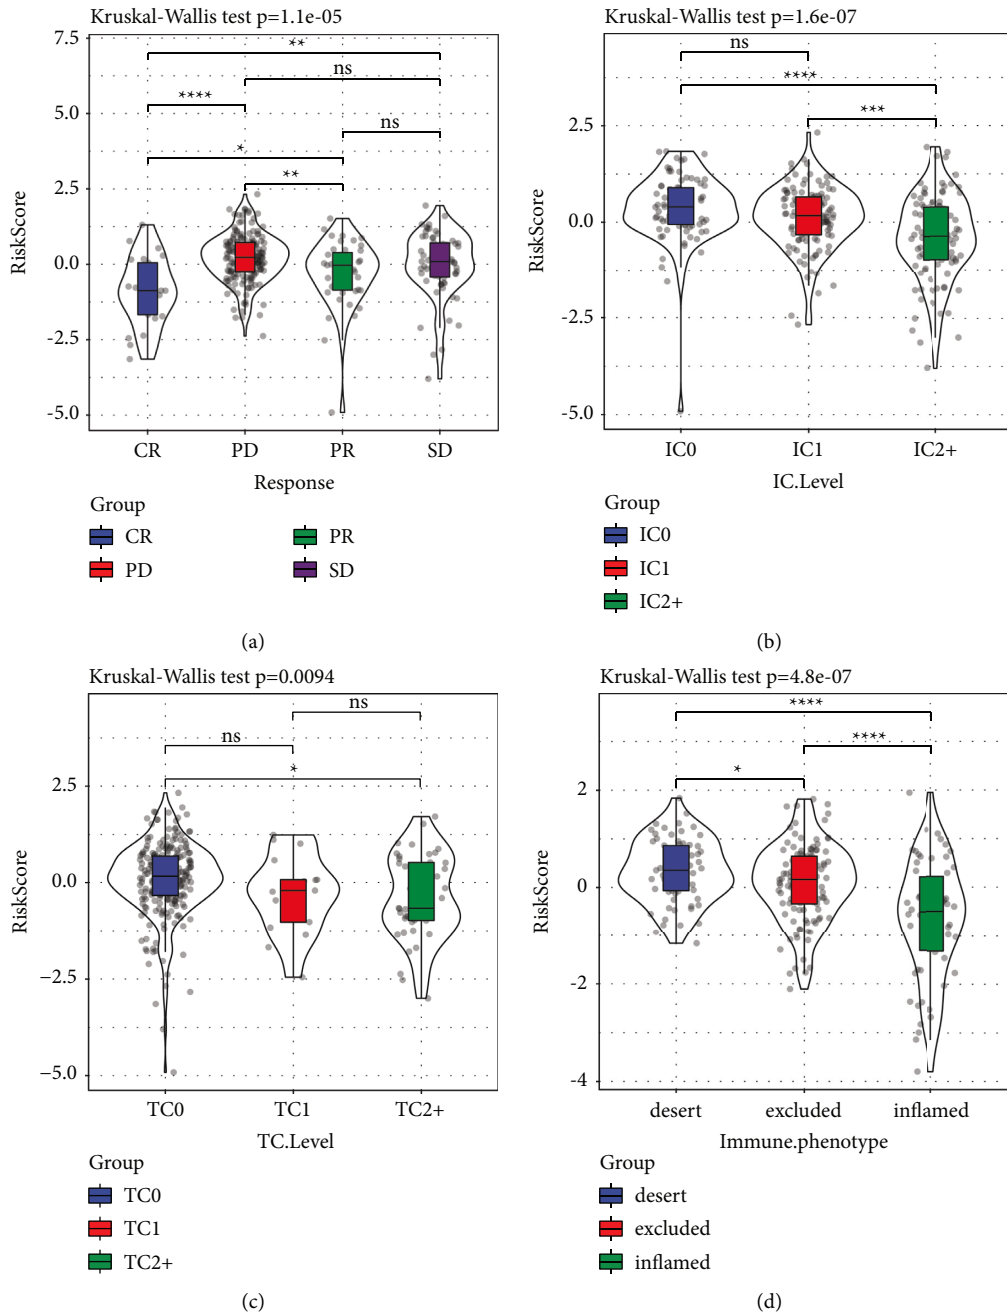 Kruskal-Wallis test p=1.1e-05
7.5
5.0
2.5
0.0
-2.5
-5.0
RiskScore
**
ns
****
ns
*
**
CR PD PR SD
Response
Group
CR PR
PD SD
(a)
Kruskal-Wallis test p=1.6e-07
2.5
0.0
-2.5
-5.0
RiskScore
ns
****
***
IC0 IC1 IC2+
IC.Level
Group
IC0
IC1
IC2+
(b)
Kruskal-Wallis test p=0.0094
2.5
0.0
−2.5
−5.0
RiskScore
ns
ns
*
TC0 TC1 TC2+
TC.Level
Group
TC0
TC1
TC2+
(c)
Kruskal-Wallis test p=4.8e-07
2
0
-2
-4
RiskScore
****
****
*
desert excluded inflamed
Immune.phenotype
Group
desert
excluded
inflamed
(d)